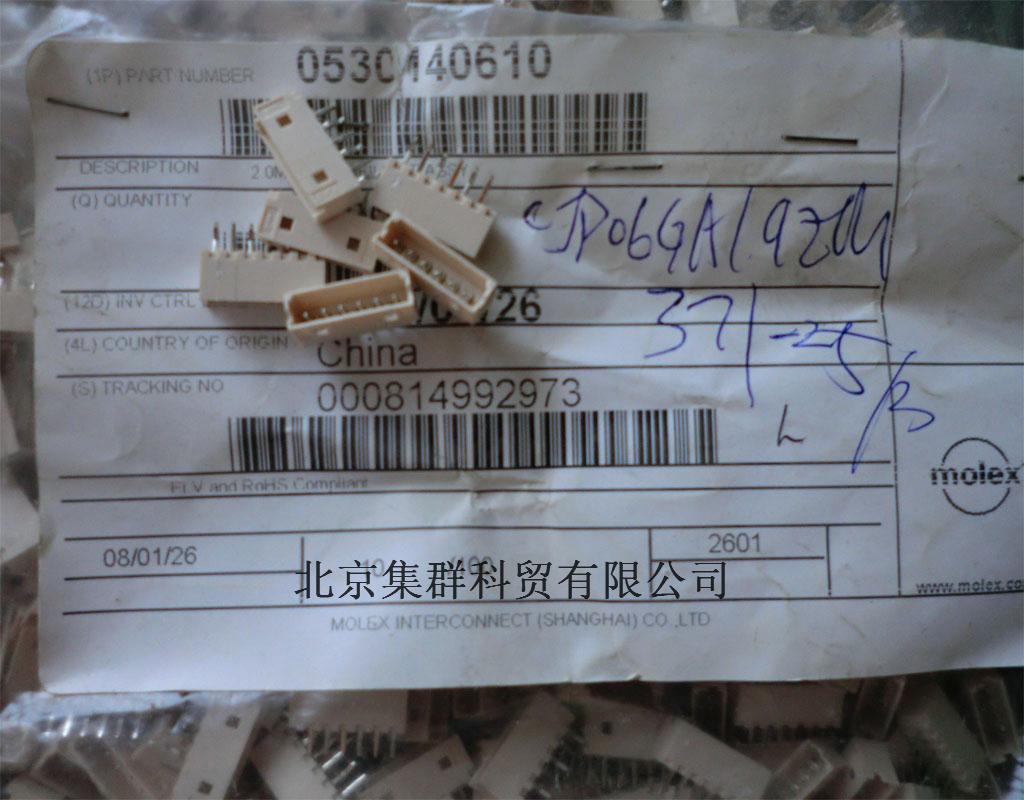 (1P) PART NUMBER 0530140610
DESCRIPTION
(Q) QUANTITY
(12D) INV CTRL
/26
(4L) COUNTRY OF ORIGIN China
(S) TRACKING NO 000814992973
37
L
ELV and RoHS Compliant
molex
08/01/26
2601
北京集群科贸有限公司
www.molex.co
MOLEX INTERCONNECT (SHANGHAI) CO .,LTD